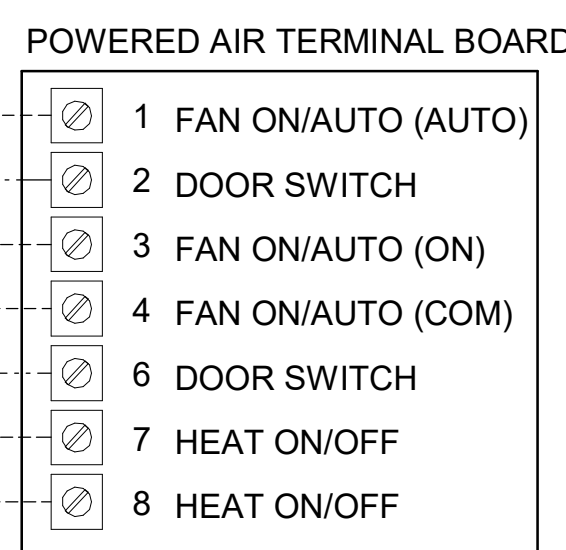 POWERED AIR TERMINAL BOARD
1 FAN ON/AUTO (AUTO)
2 DOOR SWITCH
3 FAN ON/AUTO (ON)
4 FAN ON/AUTO (COM)
6 DOOR SWITCH
7 HEAT ON/OFF
8 HEAT ON/OFF